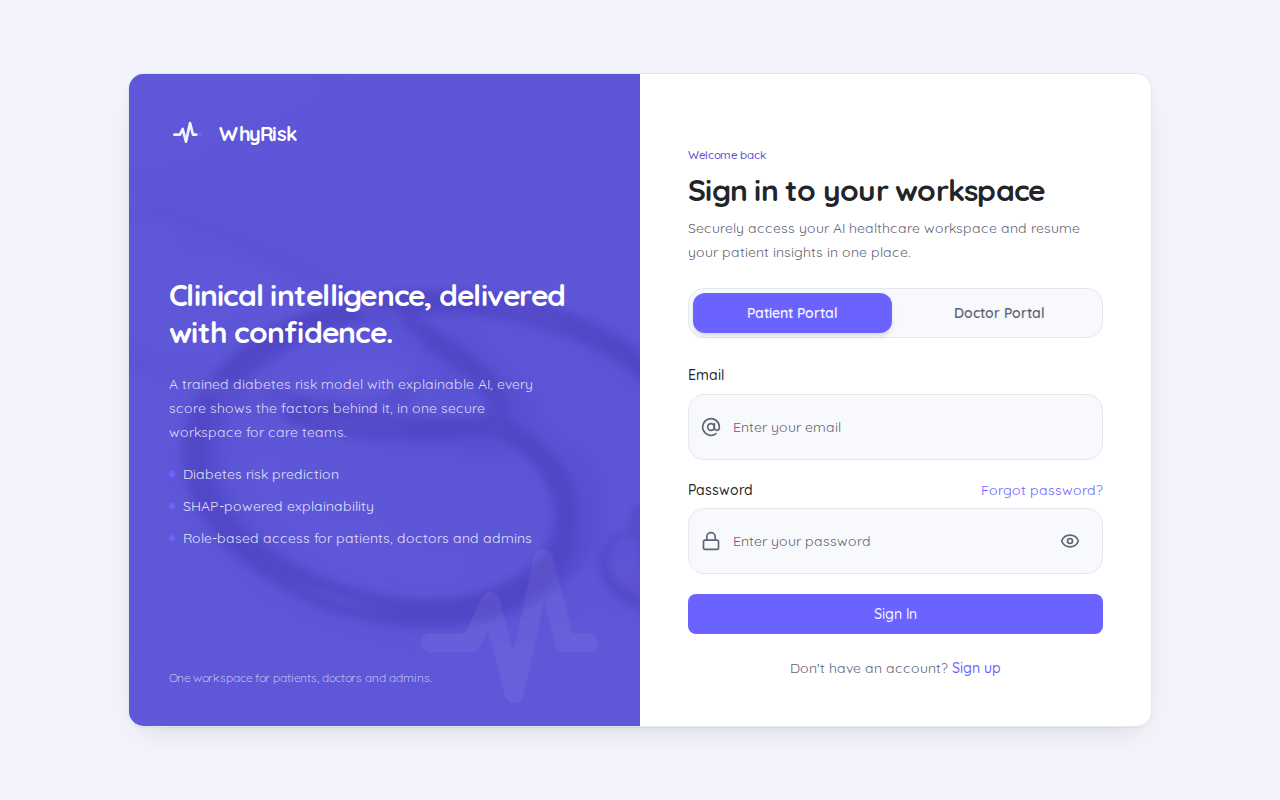 WhyRisk
Clinical intelligence, delivered
with confidence.
A trained diabetes risk model with explainable AI, every
score shows the factors behind it, in one secure
workspace for care teams.
Diabetes risk prediction
SHAP-powered explainability
Role-based access for patients, doctors and admins
One workspace for patients, doctors and admins.
Welcome back
Sign in to your workspace
Securely access your AI healthcare workspace and resume
your patient insights in one place.
Patient Portal
Doctor Portal
Email
Enter your email
Password
Forgot password?
Enter your password
Sign In
Don't have an account? Sign up